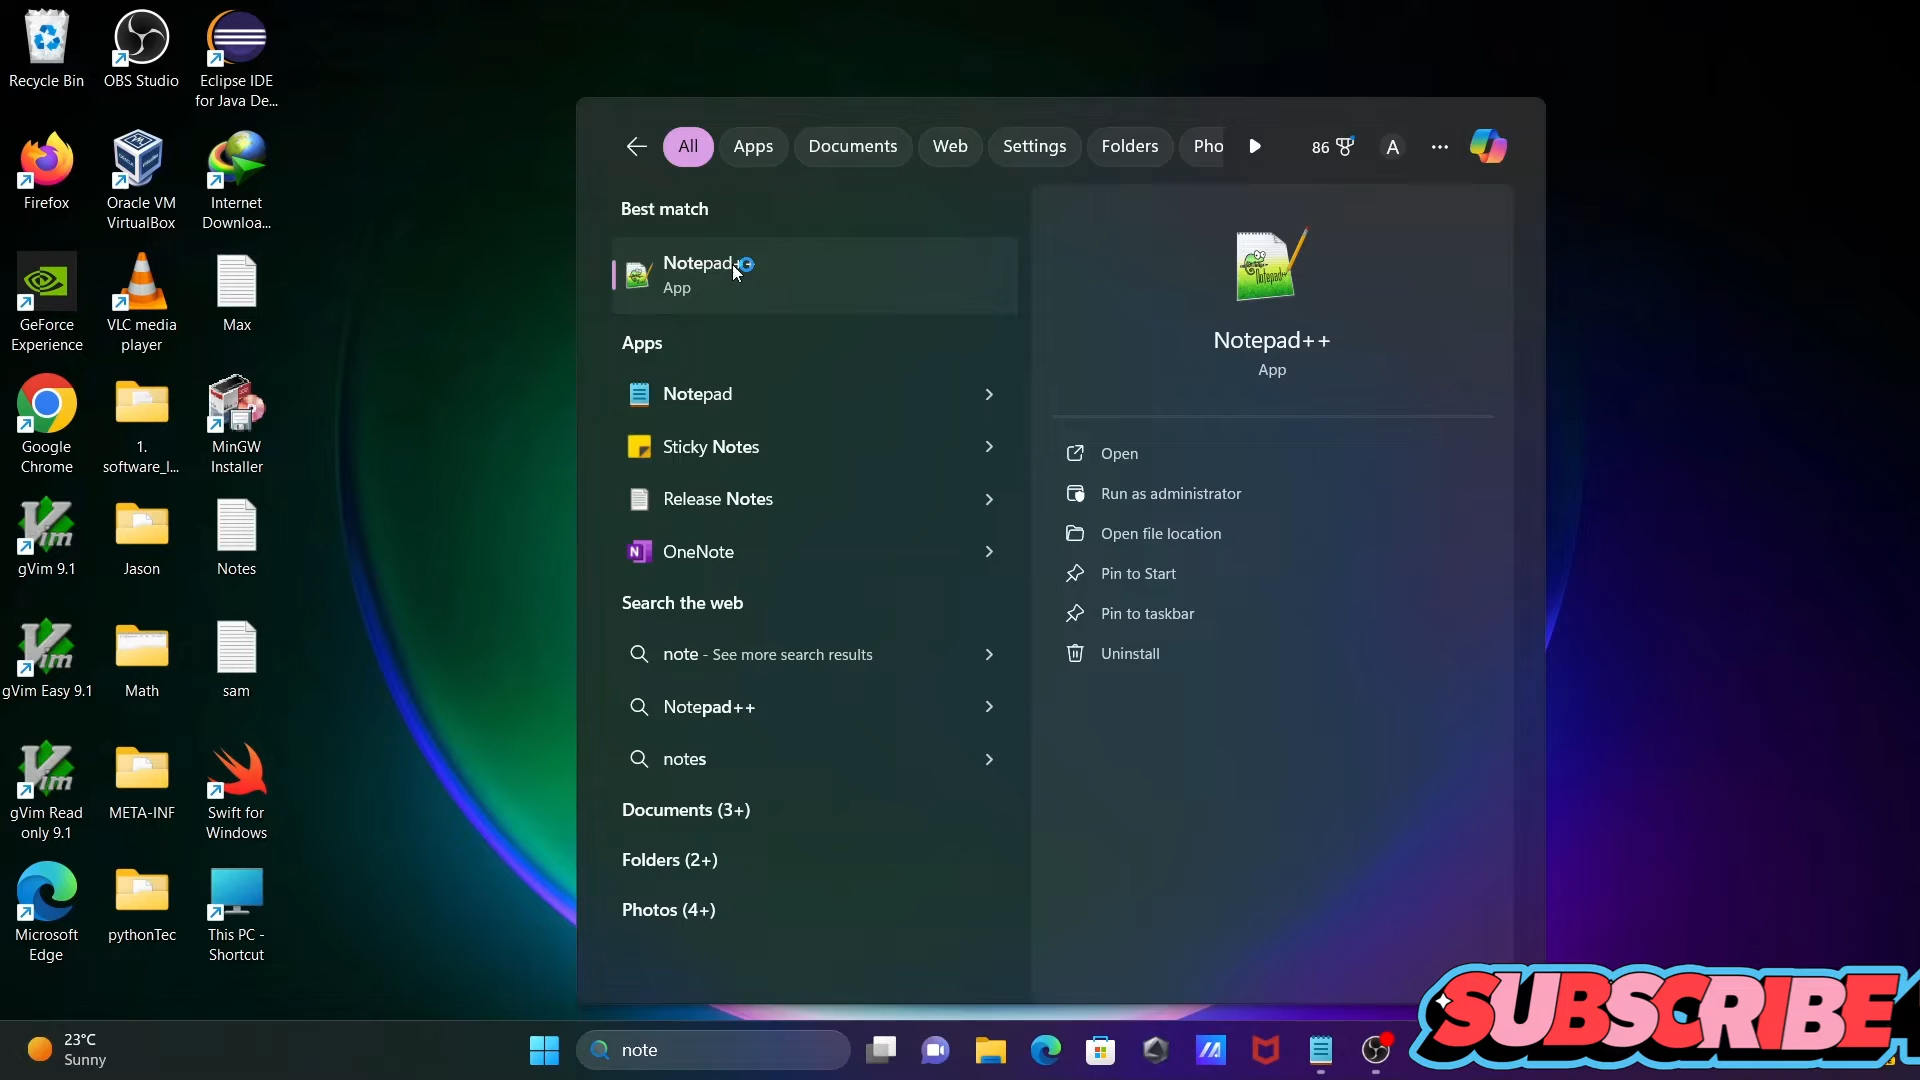 Recycle Bin
OBS Studio
Eclipse IDE
for Java De...
Firefox
Oracle VM
VirtualBox
Internet
Downloa...
GeForce
Experience
VLC media
player
Max
Google
Chrome
1.
software_l...
MinGW
Installer
gVim 9.1
Jason
Notes
gVim Easy 9.1
Math
sam
gVim Read
only 9.1
META-INF
Swift for
Windows
Microsoft
Edge
pythonTec
This PC -
Shortcut
All
Apps
Documents
Web
Settings
Folders
Pho
86
A
Best match
Notepad++
App
Apps
Notepad
Sticky Notes
Release Notes
OneNote
Search the web
note - See more search results
Notepad++
notes
Documents (3+)
Folders (2+)
Photos (4+)
Notepad++
App
Open
Run as administrator
Open file location
Pin to Start
Pin to taskbar
Uninstall
23°C
Sunny
note
SUBSCRIBE